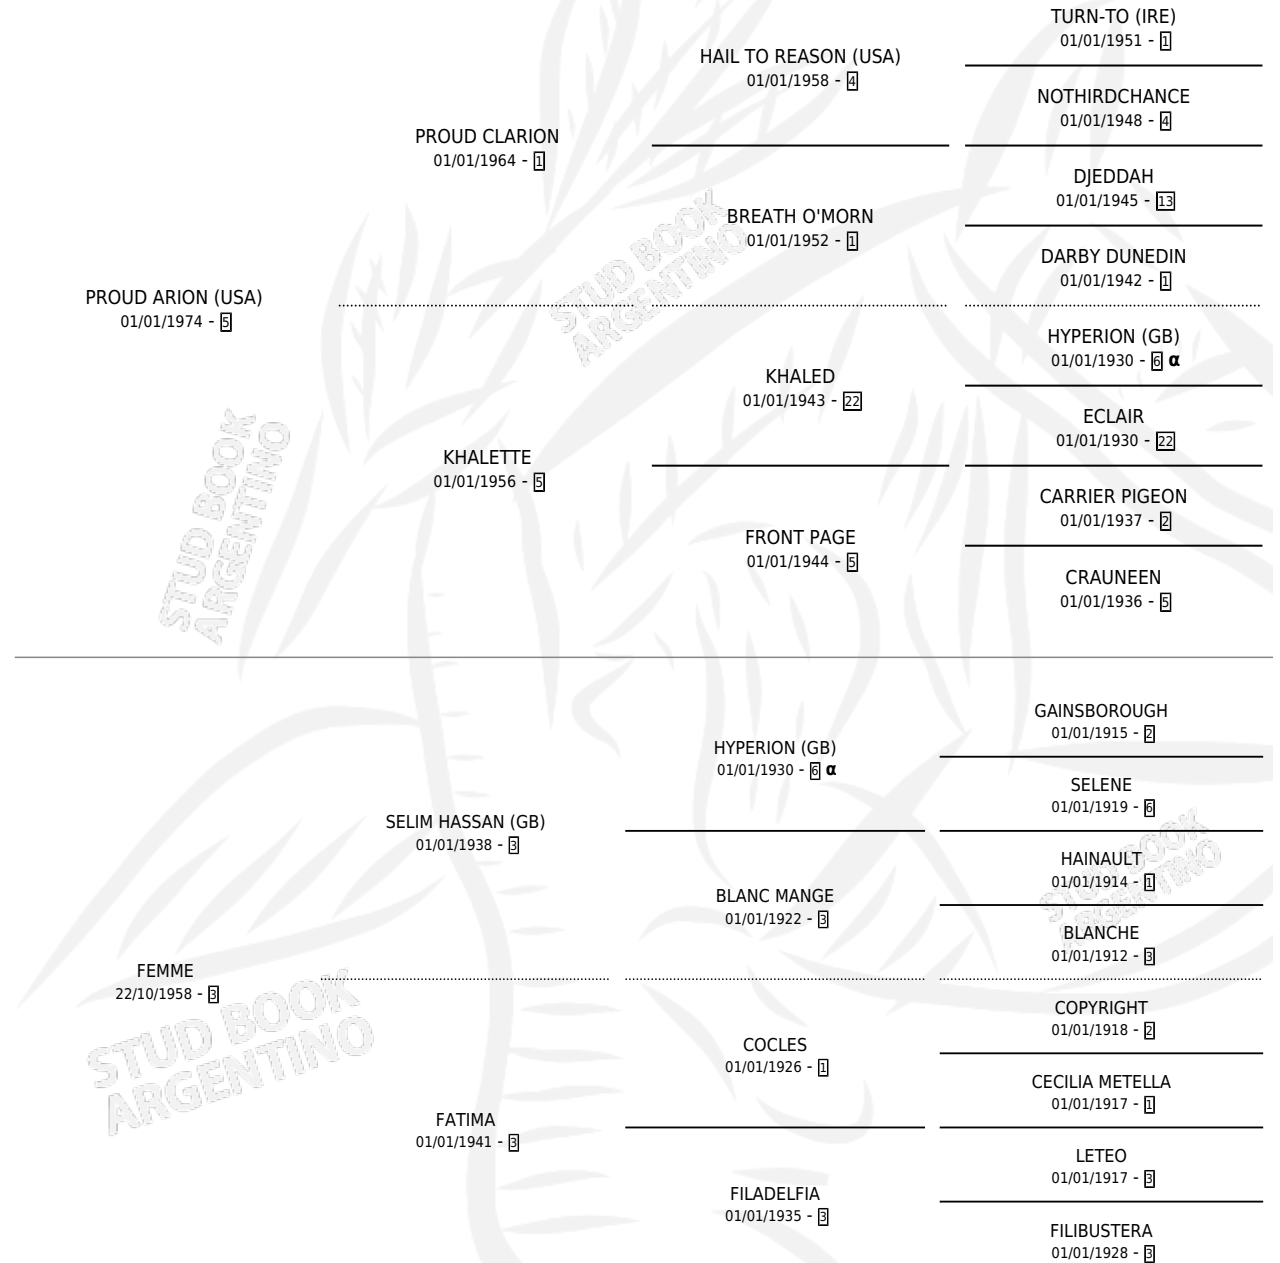 TURN-TO (IRE)
01/01/1951 - 1
HAIL TO REASON (USA)
01/01/1958 - 4
NOTHIRDCHANCE
01/01/1948 - 4
PROUD CLARION
01/01/1964 - 1
DJEDDAH
01/01/1945 - 13
BREATH O'MORN
01/01/1952 - 1
DARBY DUNEDIN
01/01/1942 - 1
PROUD ARION (USA)
01/01/1974 - 5
HYPERION (GB)
01/01/1930 - 6 α
KHALED
01/01/1943 - 22
ECLAIR
01/01/1930 - 22
KHALETTE
01/01/1956 - 5
CARRIER PIGEON
01/01/1937 - 2
FRONT PAGE
01/01/1944 - 5
CRAUNEEN
01/01/1936 - 5
GAINSBOROUGH
01/01/1915 - 2
HYPERION (GB)
01/01/1930 - 6 α
SELENE
01/01/1919 - 6
SELIM HASSAN (GB)
01/01/1938 - 3
HAINAULT
01/01/1914 - 1
BLANC MANGE
01/01/1922 - 3
BLANCHE
01/01/1912 - 3
FEMME
22/10/1958 - 3
COPYRIGHT
01/01/1918 - 2
COCLES
01/01/1926 - 1
CECILIA METELLA
01/01/1917 - 1
FATIMA
01/01/1941 - 3
LETEO
01/01/1917 - 3
FILADELFIA
01/01/1935 - 3
FILIBUSTERA
01/01/1928 - 3
STUD BOOK
ARGENTINO
STUD BOOK
ARGENTINO
STUD BOOK
ARGENTINO
STUD BOOK
ARGENTINO